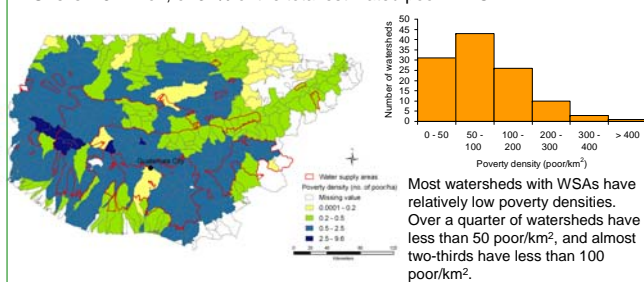 Guatemala City
Water supply areas
Poverty density (no. of poor/ha)
Missing value
0.0001 - 0.2
0.2 - 0.5
0.5 - 2.5
2.5 - 9.6
Kilometers
Number of watersheds
50
45
40
35
30
25
20
15
10
5
0
0 - 50
50 -
100
100 -
200
200-
300
300-
400
> 400
Poverty density (poor/km²)
Most watersheds with WSAs have
relatively low poverty densities.
Over a quarter of watersheds have
less than 50 poor/km², and almost
two-thirds have less than 100
poor/km².